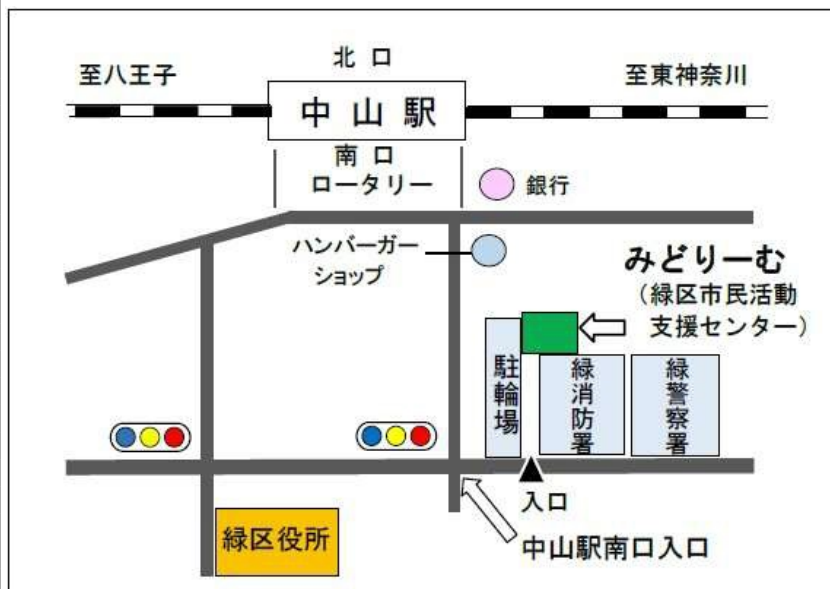 北口
至八王子
至東神奈川
中山駅
南口
ロータリー
銀行
ハンバーガー
ショップ
みどりーむ
（緑区市民活動
支援センター）
駐輪場
緑消防署
緑警察署
入口
緑区役所
中山駅南口入口